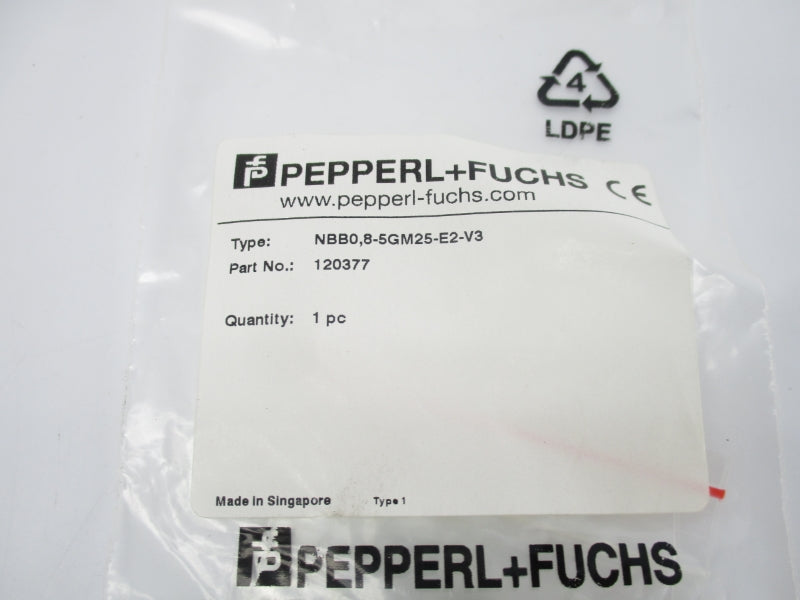 4
LDPE
PEPPERL+FUCHS CE
www.pepperl-fuchs.com
Type: NBB0,8-5GM25-E2-V3
Part No.: 120377
Quantity: 1 pc
Made in Singapore Type 1
PEPPERL+FUCHS